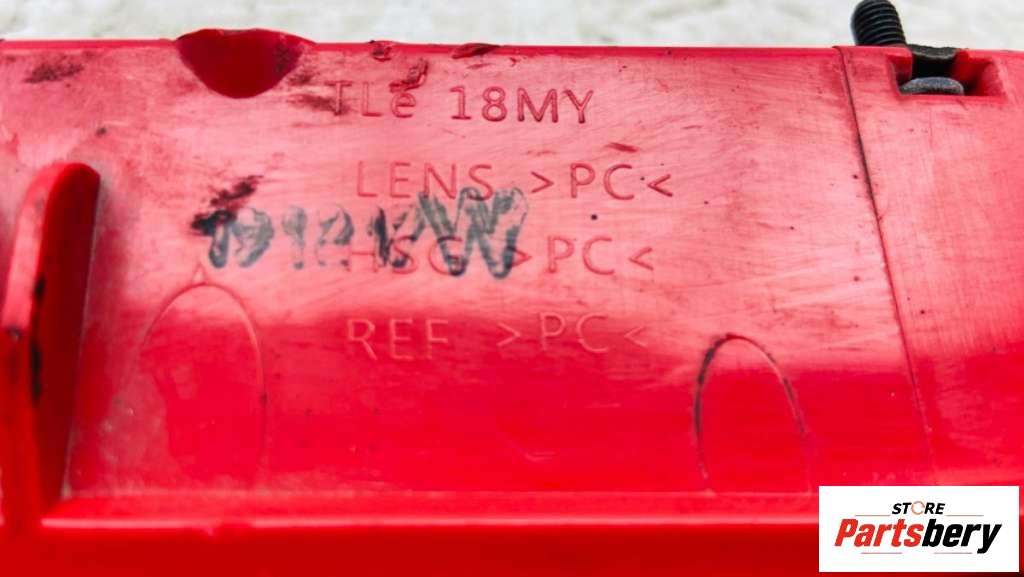 TLe 18MY
LENS >PC<
HSG >PC<
REF >PC<
STORE
Partsbery